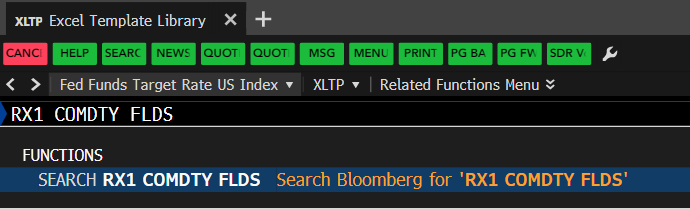 XLTP Excel Template Library × +
CANC HELP SEARC NEWS QUOTI QUOTI MSG MENU PRINT PG BA PG FW SDR V
< > Fed Funds Target Rate US Index XLTP Related Functions Menu
RX1 COMDTY FLDS
FUNCTIONS
SEARCH RX1 COMDTY FLDS Search Bloomberg for 'RX1 COMDTY FLDS'